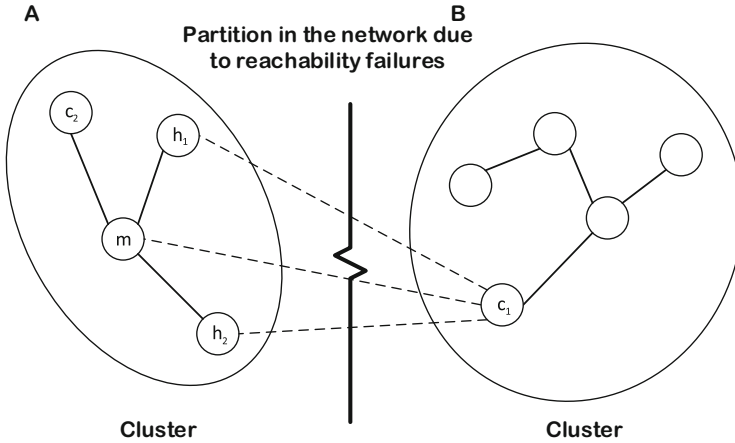 A
B
Partition in the network due
to reachability failures
c₂
h₁
m
h₂
c₁
Cluster
Cluster